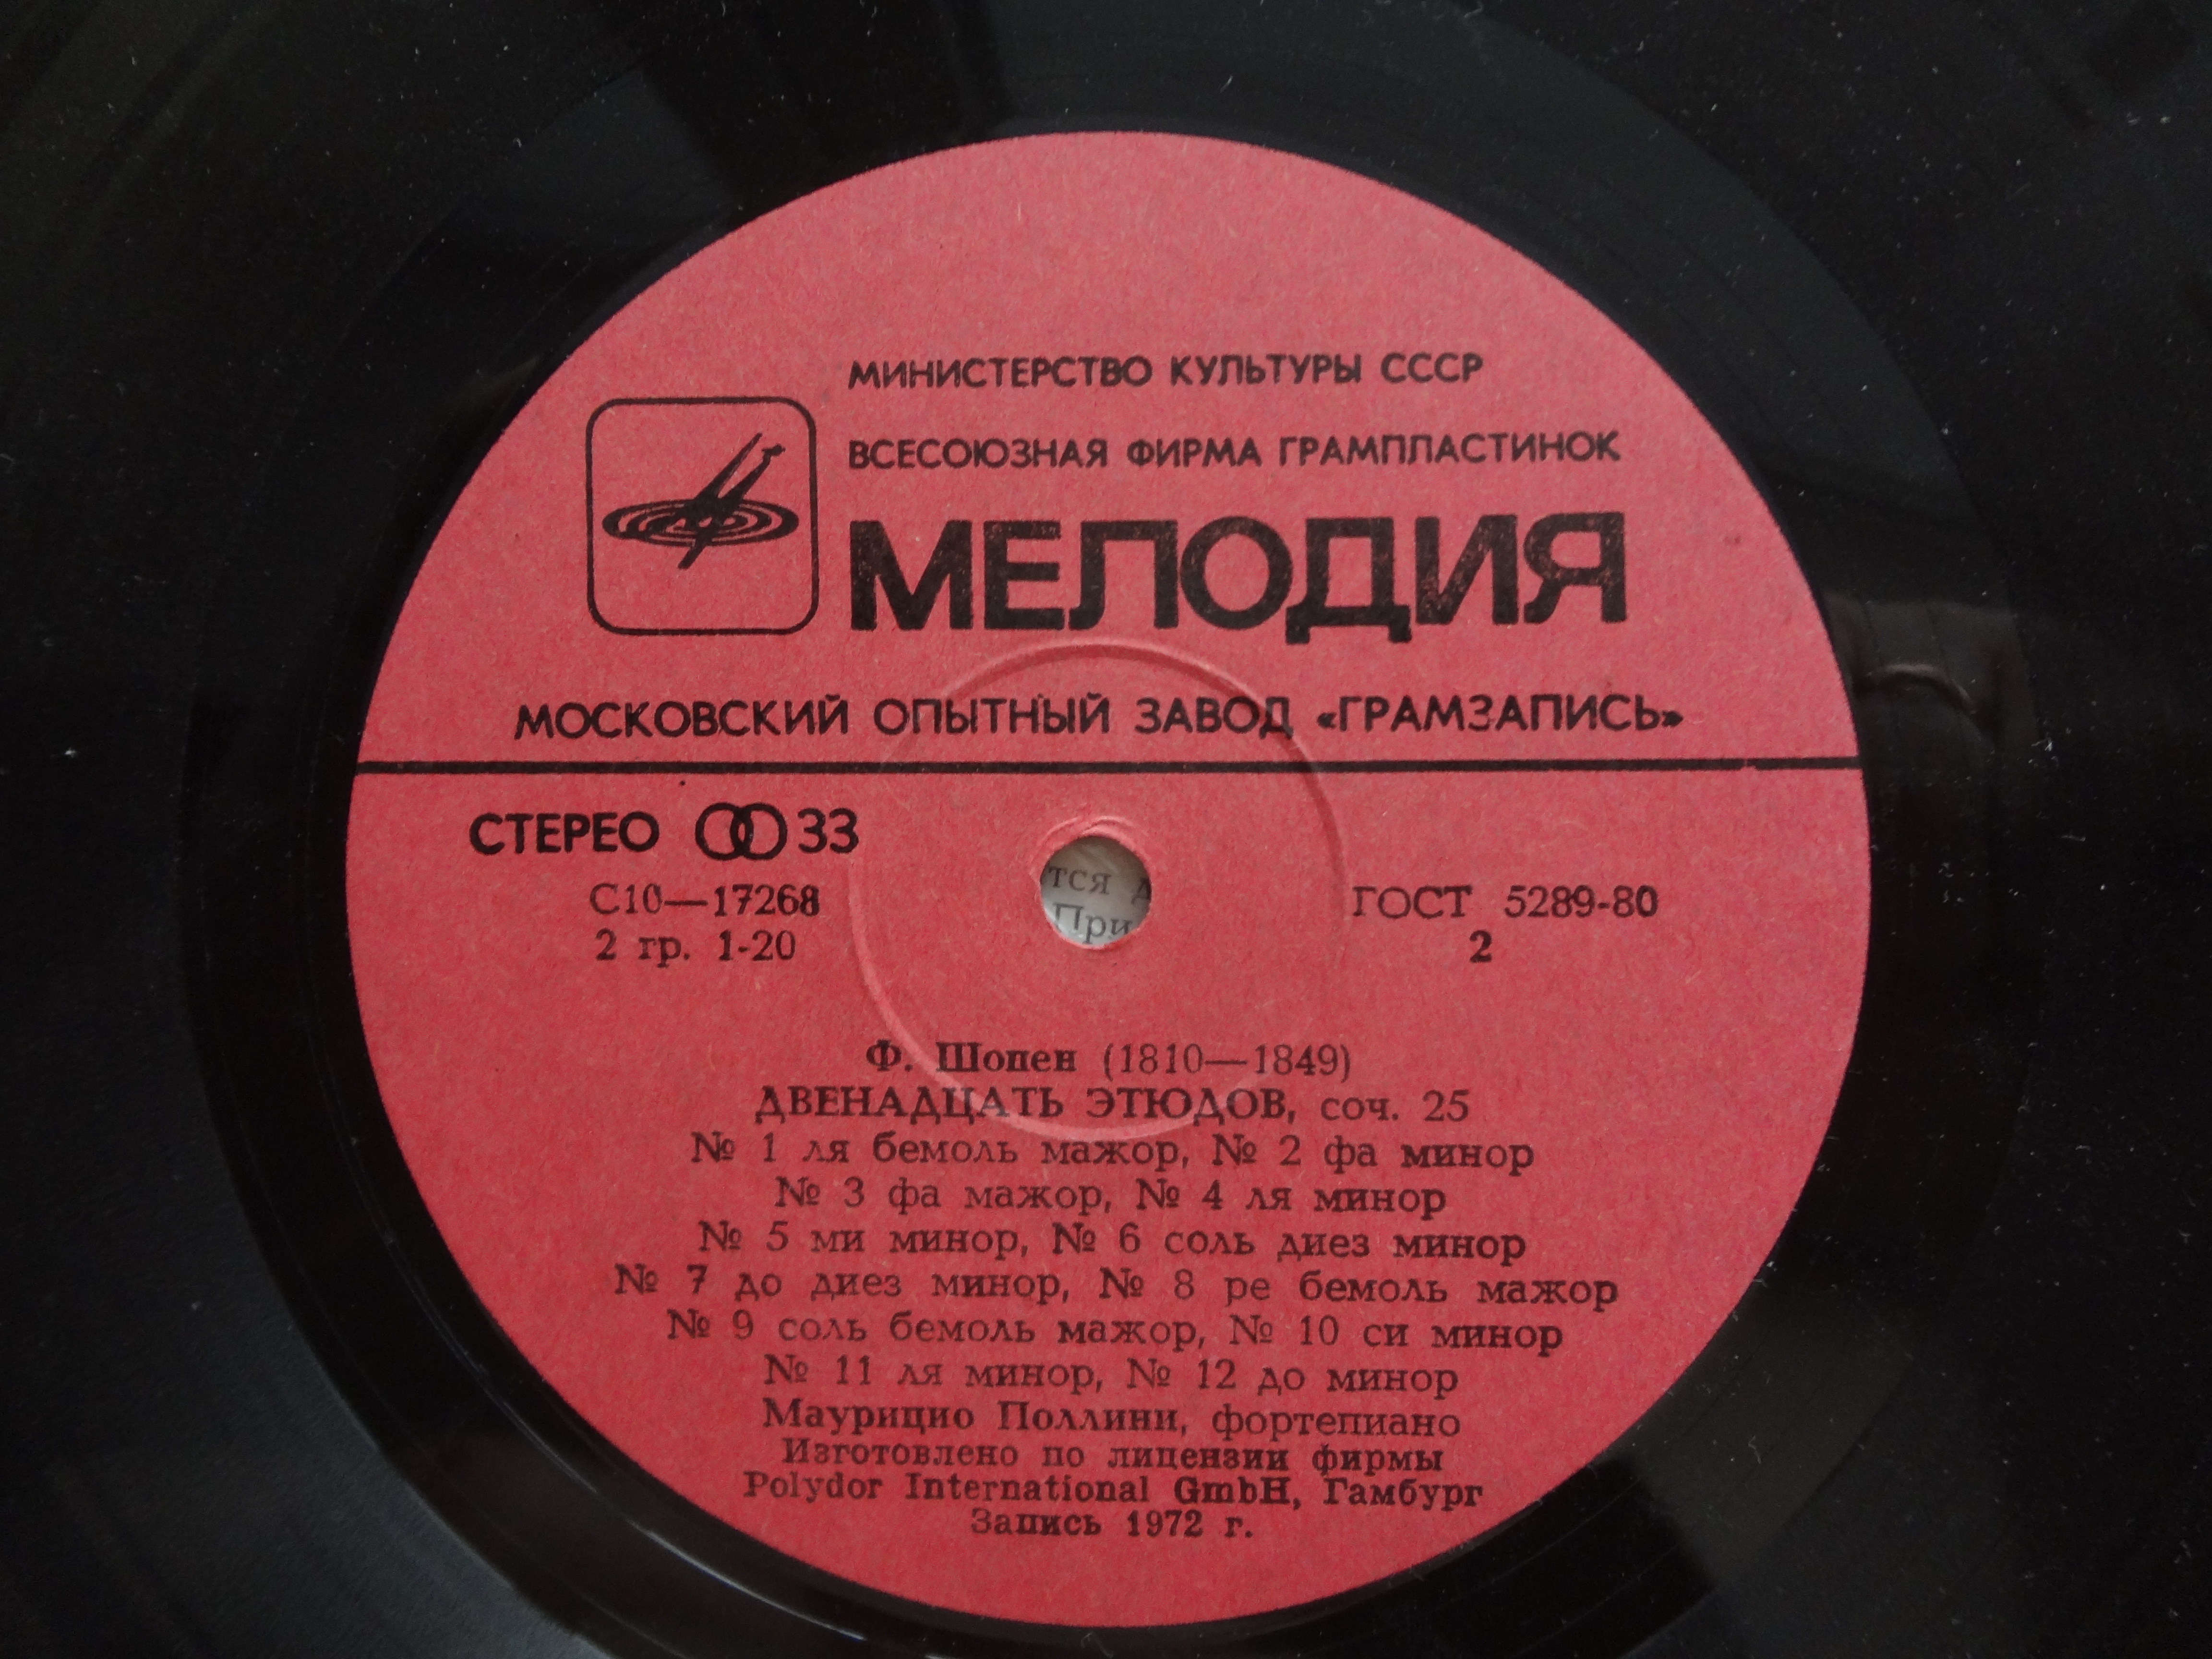 МИНИСТЕРСТВО КУЛЬТУРЫ СССР
ВСЕСОЮЗНАЯ ФИРМА ГРАМПЛАСТИНОК
МЕЛОДИЯ
МОСКОВСКИЙ ОПЫТНЫЙ ЗАВОД «ГРАМЗАПИСЬ»
СТЕРЕО 33
С10—17268
2 гр. 1-20
тся д
При
ГОСТ 5289-80
2
Ф. Шопен (1810—1849)
ДВЕНАДЦАТЬ ЭТЮДОВ, соч. 25
№ 1 ля бемоль мажор, № 2 фа минор
№ 3 фа мажор, № 4 ля минор
№ 5 ми минор, № 6 соль диез минор
№ 7 до диез минор, № 8 ре бемоль мажор
№ 9 соль бемоль мажор, № 10 си минор
№ 11 ля минор, № 12 до минор
Маурицио Поллини, фортепиано
Изготовлено по лицензии фирмы
Polydor International GmbH, Гамбург
Запись 1972 г.